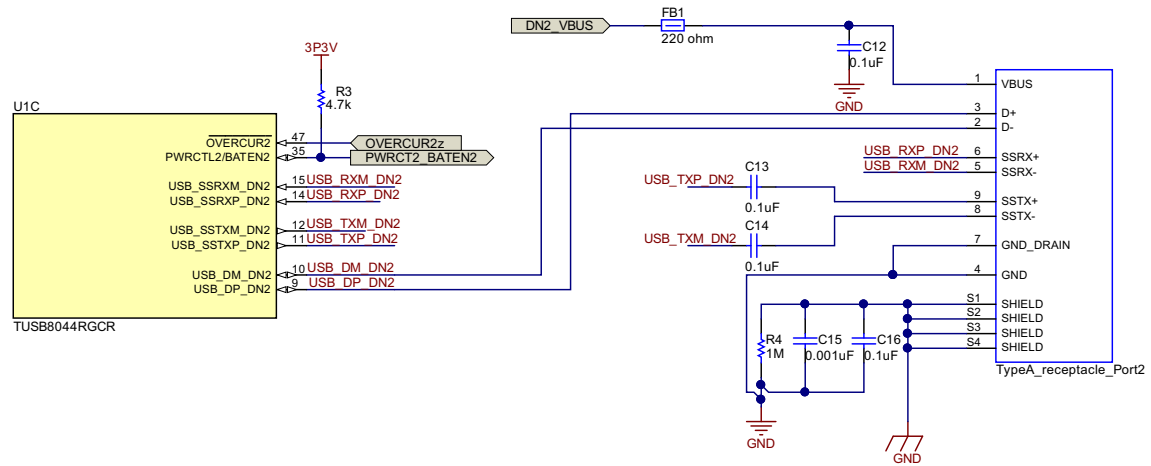 DN2_VBUS
FB1
220 ohm
C12
0.1uF
GND
3P3V
R3
4.7k
U1C
OVERCUR2
47
OVERCUR2z
PWRCTL2/BATEN2
35
PWRCT2_BATEN2
USB_SSRXM_DN2
15
USB_RXM_DN2
USB_SSRXP_DN2
14
USB_RXP_DN2
USB_SSTXM_DN2
12
USB_TXM_DN2
USB_SSTXP_DN2
11
USB_TXP_DN2
USB_DM_DN2
10
USB_DM_DN2
USB_DP_DN2
9
USB_DP_DN2
TUSB8044RGCR
1
VBUS
3
D+
2
D-
USB_RXP_DN2
6
SSRX+
USB_RXM_DN2
5
SSRX-
C13
USB_TXP_DN2
0.1uF
9
SSTX+
8
SSTX-
C14
USB_TXM_DN2
0.1uF
7
GND_DRAIN
4
GND
S1
SHIELD
S2
SHIELD
S3
SHIELD
S4
SHIELD
R4
1M
C15
0.001uF
C16
0.1uF
TypeA_receptacle_Port2
GND
GND